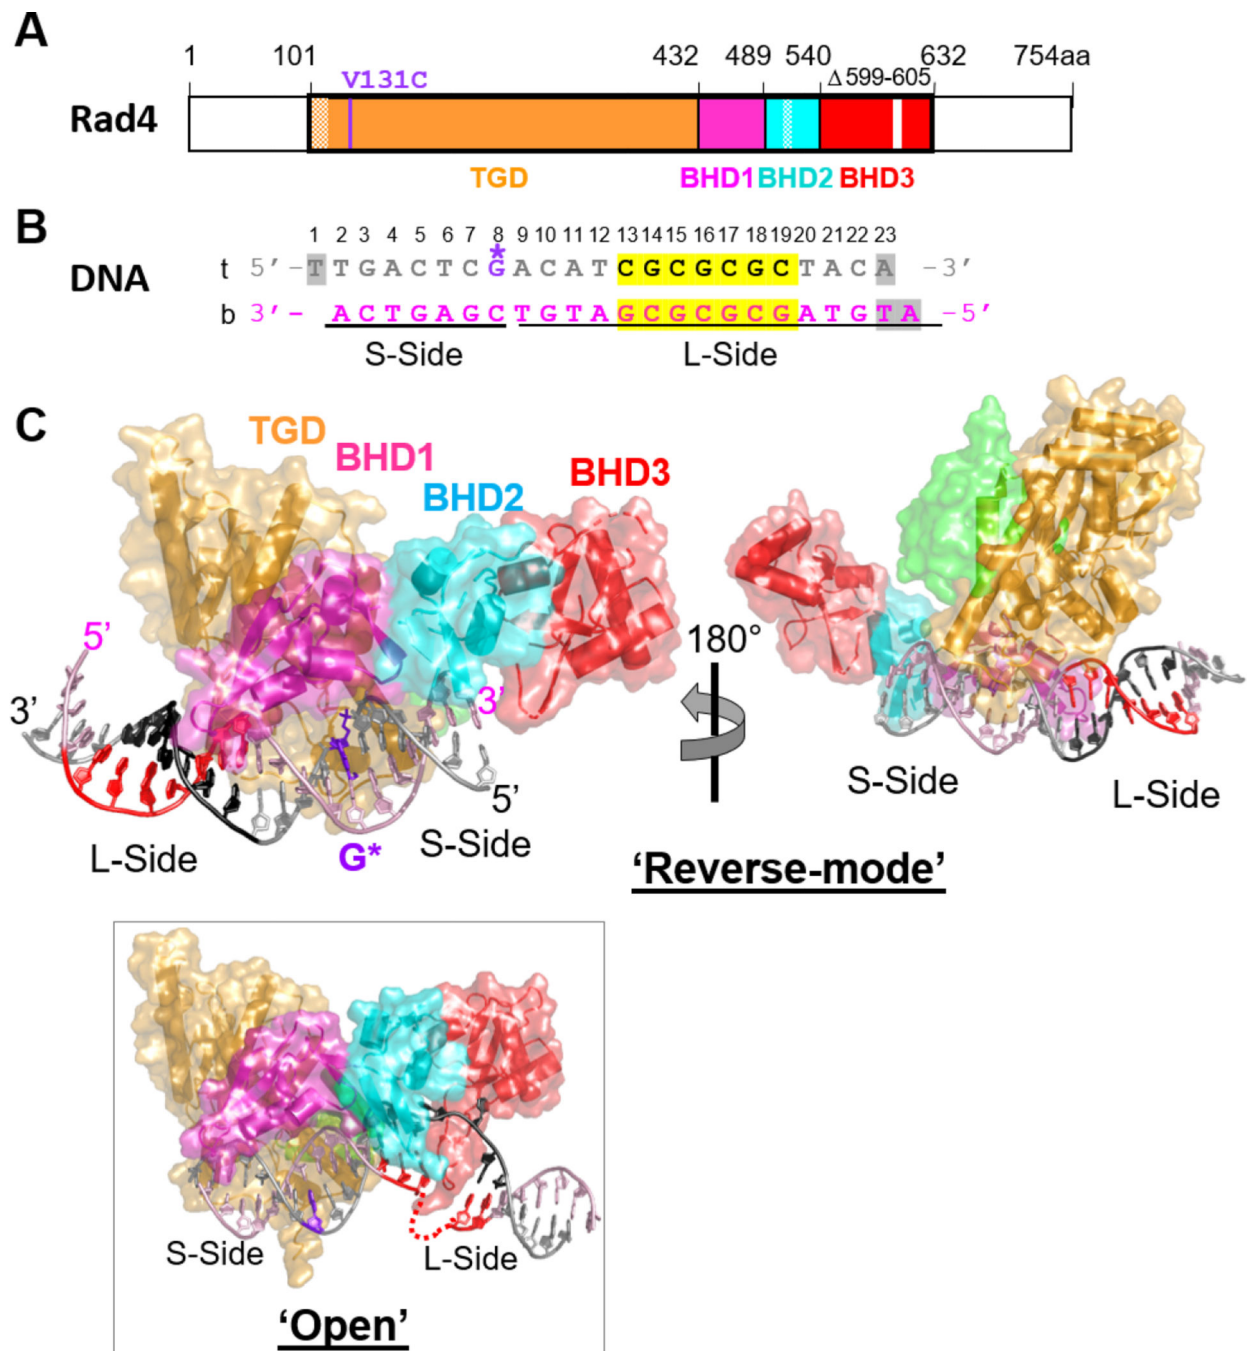 A
1 101 432 489 540 632 754aa
V131C Δ599-605
Rad4
TGD BHD1 BHD2 BHD3
B
1 2 3 4 5 6 7 8 9 10 11 12 13 14 15 16 17 18 19 20 21 22 23
*
DNA
t 5’ - T T G A C T C G A C A T C G C G C G C T A C A - 3’
b 3’ - A C T G A G C T G T A G C G C G C G A T G T A - 5’
S-Side L-Side
C
TGD
BHD1
BHD2
BHD3
5’
3’
3’
5’
180°
L-Side
G*
S-Side
S-Side
L-Side
‘Reverse-mode’
S-Side
L-Side
‘Open’